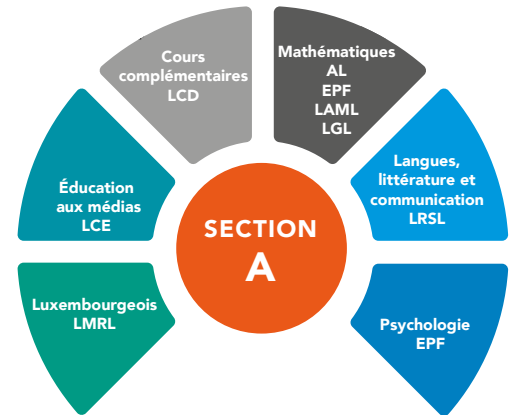 Cours
complémentaires
LCD
Mathématiques
AL
EPF
LAML
LGL
Éducation
aux médias
LCE
Langues,
littérature et
communication
LRSL
SECTION
A
Luxembourgeois
LMRL
Psychologie
EPF